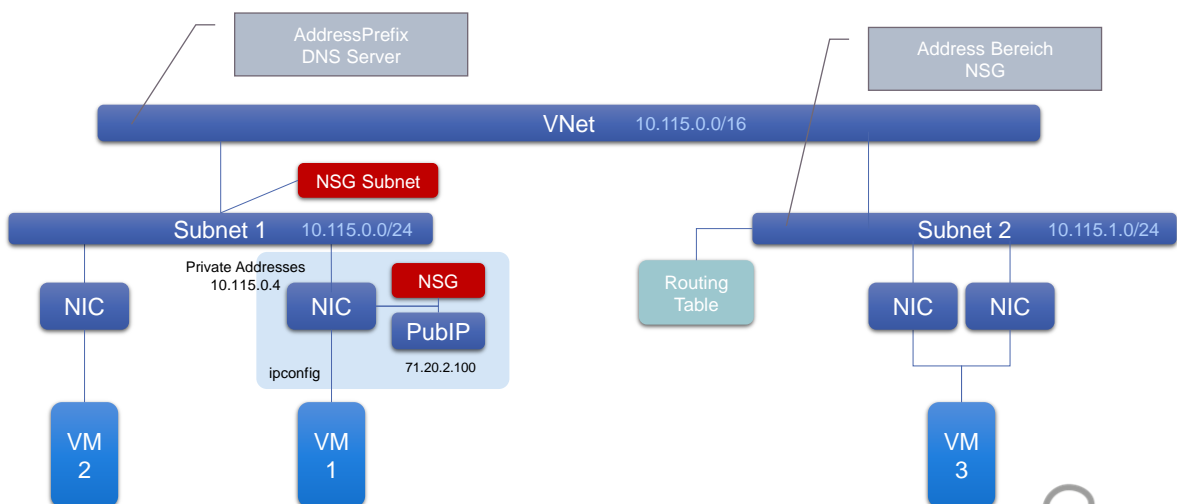 AddressPrefix
DNS Server
Address Bereich
NSG
VNet 10.115.0.0/16
NSG Subnet
Subnet 1 10.115.0.0/24
Subnet 2 10.115.1.0/24
Private Addresses
10.115.0.4
NIC
NIC
NSG
PubIP
71.20.2.100
ipconfig
Routing
Table
NIC
NIC
VM
2
VM
1
VM
3